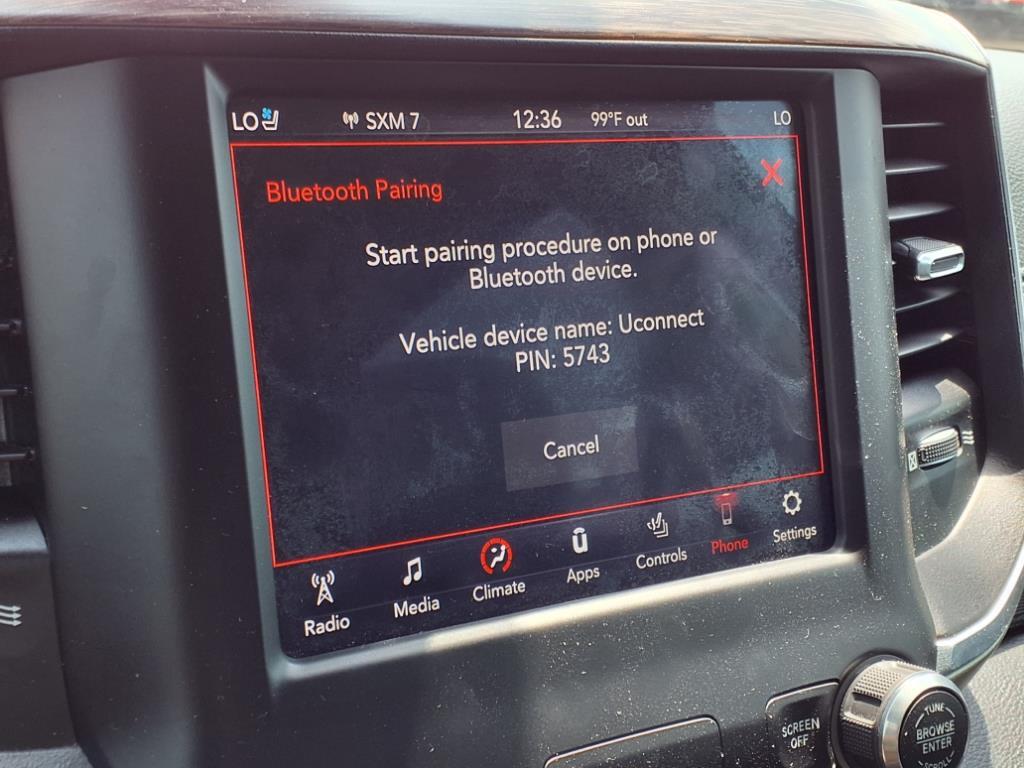 LO SXM 7 12:36 99°F out LO
Bluetooth Pairing
Start pairing procedure on phone or
Bluetooth device.
Vehicle device name: Uconnect
PIN: 5743
Cancel
Radio Media Climate Apps Controls Phone Settings
SCREEN
OFF
TUNE
BROWSE
ENTER
SCROLL